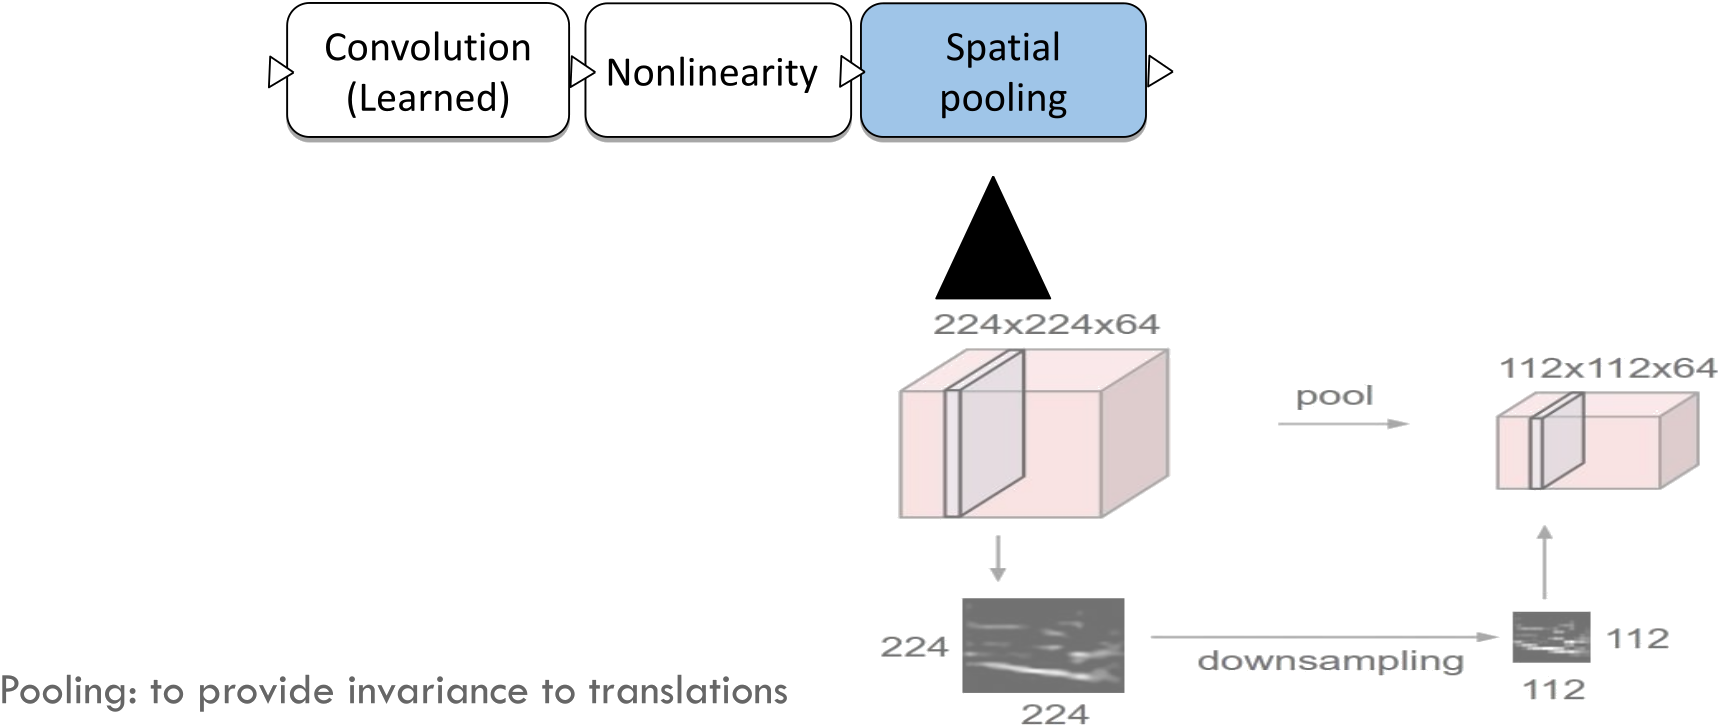 Convolution
(Learned)
Nonlinearity
Spatial
pooling
224x224x64
112x112x64
pool
224
downsampling
112
112
224
Pooling: to provide invariance to translations